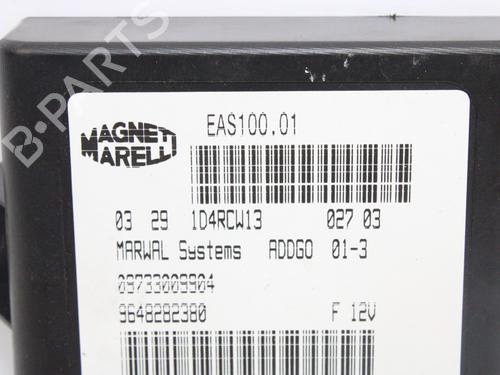 EAS100.01
MAGNETI
MARELLI
03 29 1D4RCW13 027 03
MARWAL Systems ADDGO 01-3
09733009904
9648282380 F 12V
B-Parts